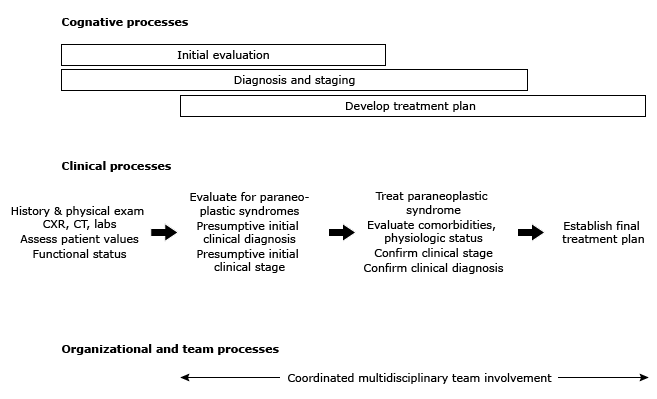 Cognative processes
Initial evaluation
Diagnosis and staging
Develop treatment plan
Clinical processes
History & physical exam
CXR, CT, labs
Assess patient values
Functional status
Evaluate for paraneo-
plastic syndromes
Presumptive initial
clinical diagnosis
Presumptive initial
clinical stage
Treat paraneoplastic
syndrome
Evaluate comorbidities,
physiologic status
Confirm clinical stage
Confirm clinical diagnosis
Establish final
treatment plan
Organizational and team processes
Coordinated multidisciplinary team involvement